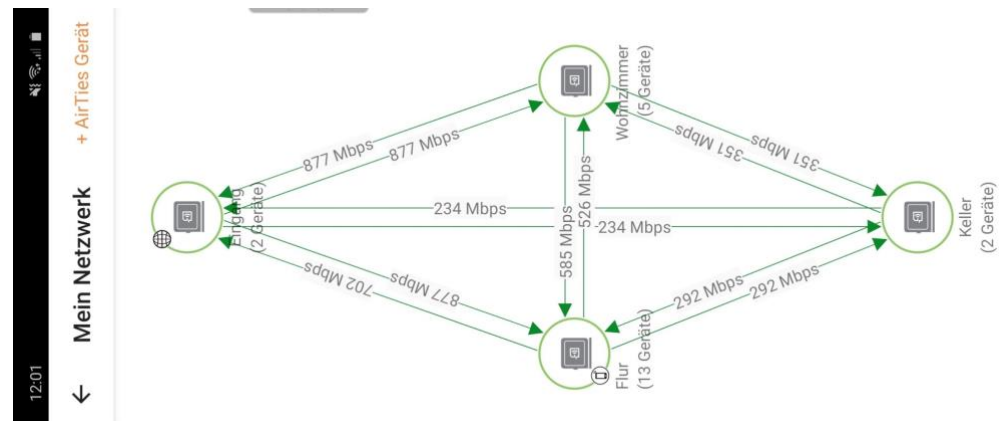 12:01
← Mein Netzwerk
+ AirTies Gerät
Eingang
(2 Geräte)
877 Mbps
877 Mbps
702 Mbps
877 Mbps
234 Mbps
234 Mbps
Wohnzimmer
(5 Geräte)
585 Mbps
526 Mbps
Flur
(13 Geräte)
351 Mbps
351 Mbps
292 Mbps
292 Mbps
Keller
(2 Geräte)